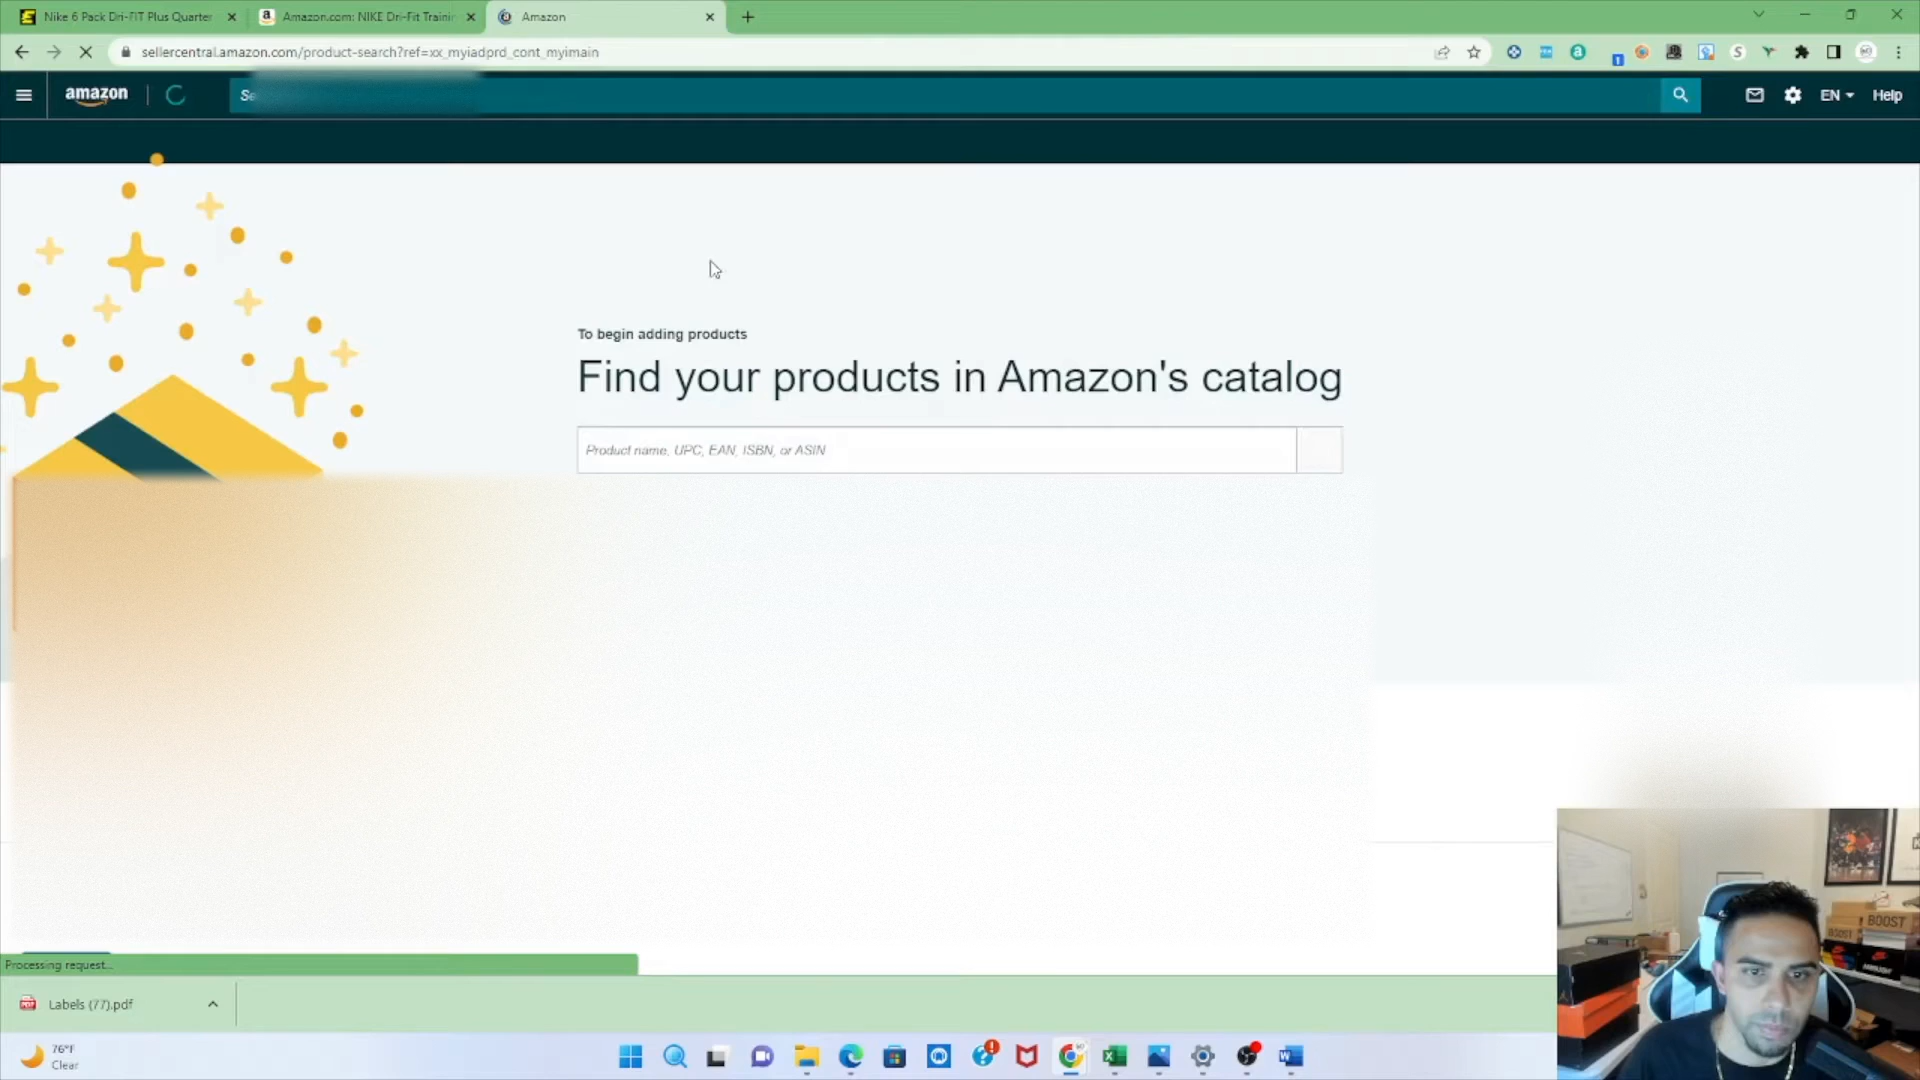 Nike 6 Pack Dri-FIT Plus Quarter
Amazon.com: NIKE Dri-Fit Trainin
Amazon
sellercentral.amazon.com/product-search?ref=xx_myiadprd_cont_myimain
amazon
Se
EN
Help
To begin adding products
Find your products in Amazon's catalog
Product name, UPC, EAN, ISBN, or ASIN
Processing request...
Labels (77).pdf
76°F
Clear
BOOST